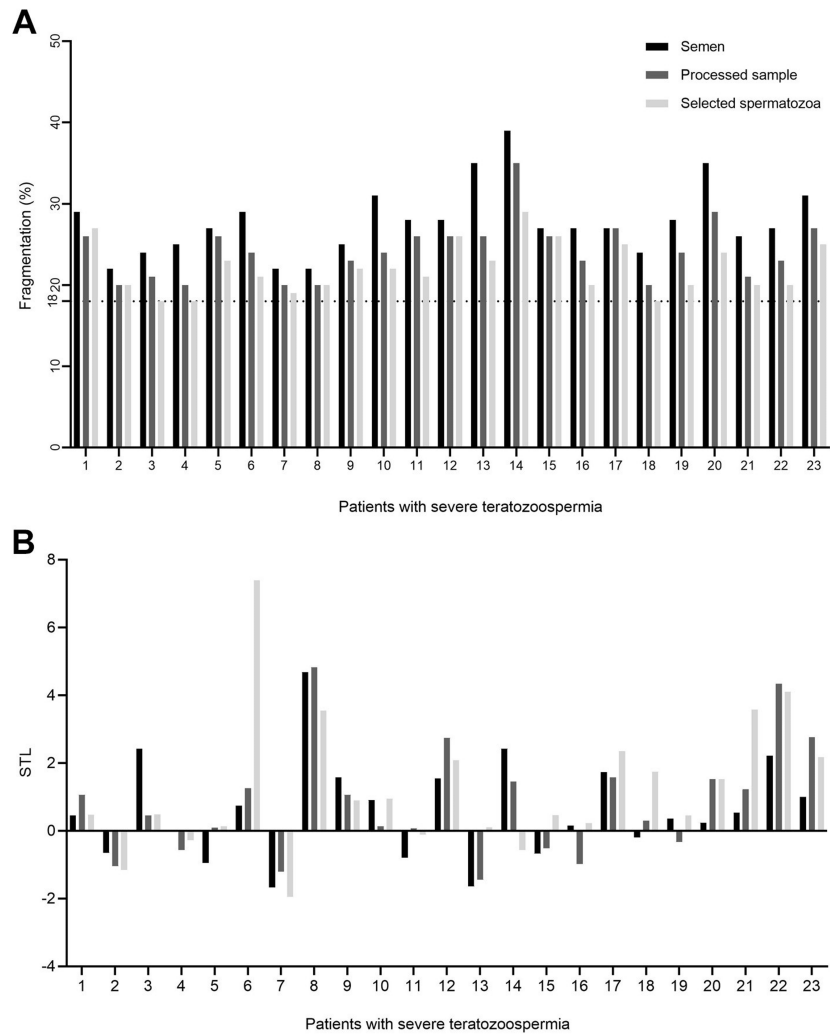 A
50
40
30
20
18
10
0
Fragmentation (%)
Semen
Processed sample
Selected spermatozoa
1 2 3 4 5 6 7 8 9 10 11 12 13 14 15 16 17 18 19 20 21 22 23
Patients with severe teratozoospermia
B
8
6
4
2
0
-2
-4
STL
1 2 3 4 5 6 7 8 9 10 11 12 13 14 15 16 17 18 19 20 21 22 23
Patients with severe teratozoospermia